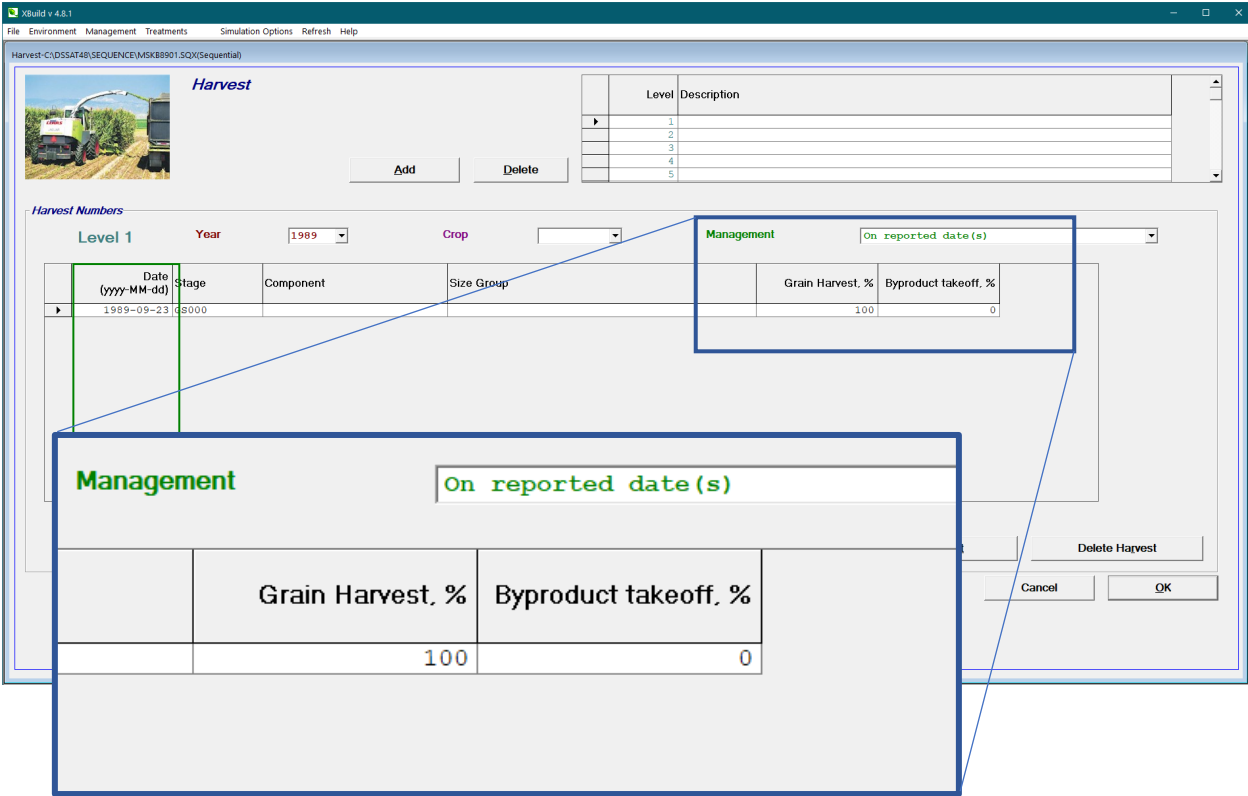 XBuild v 4.8.1
File Environment Management Treatments Simulation Options Refresh Help
Harvest-C:\DSSAT48\SEQUENCE\MSKB8901.SQX(Sequential)
Harvest
Add Delete
Level Description
1
2
3
4
5
Harvest Numbers
Level 1 Year 1989 Crop Management On reported date(s)
Date (yyyy-MM-dd) Stage Component Size Group Grain Harvest, % Byproduct takeoff, %
1989-09-23 GS000 100 0
Management On reported date(s)
Grain Harvest, % Byproduct takeoff, %
100 0
Delete Harvest
Cancel OK